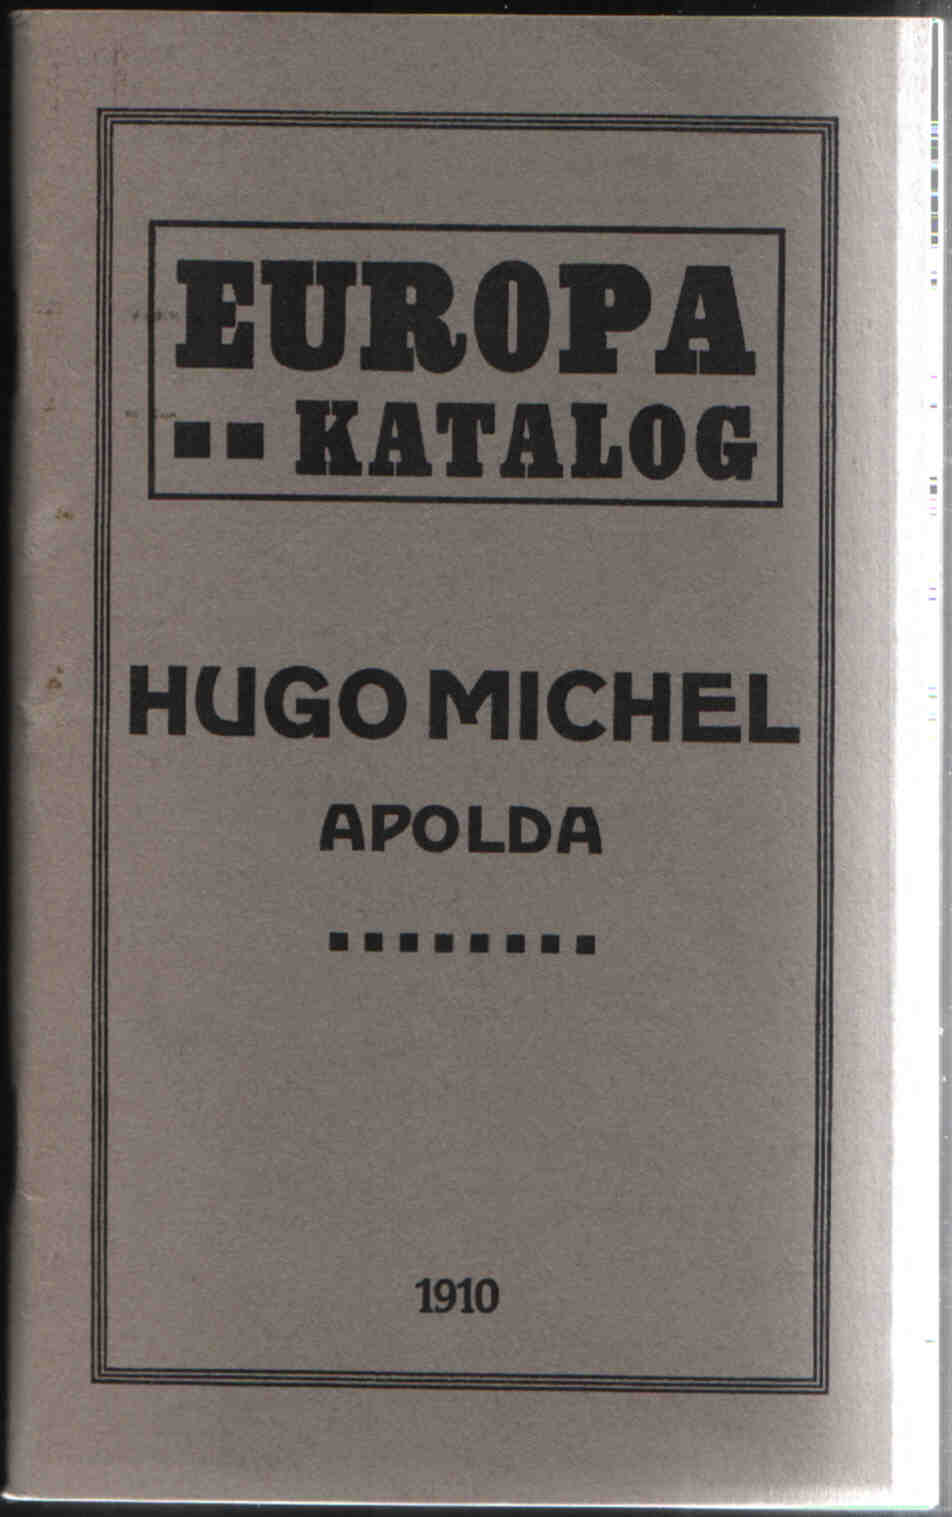 EUROPA
KATALOG
HUGO MICHEL
APOLDA
1910